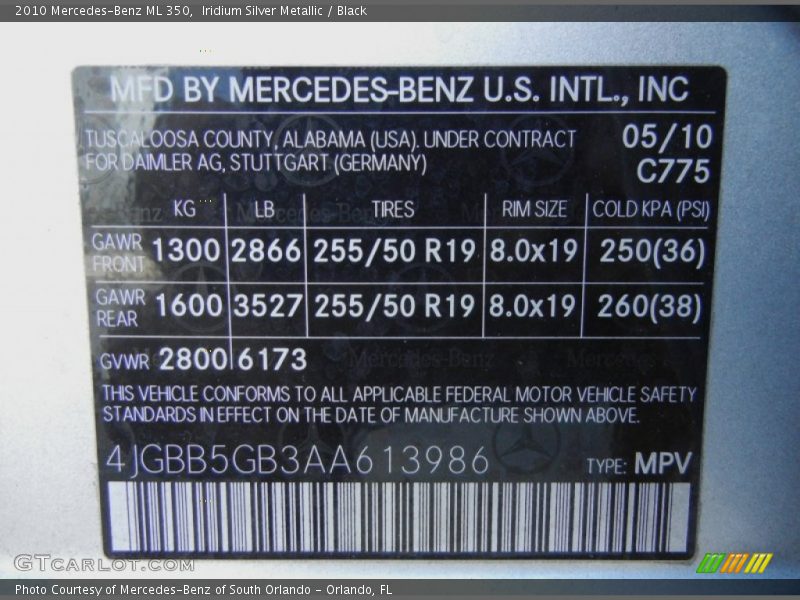 2010 Mercedes-Benz ML 350,  Iridium Silver Metallic / Black
MFD BY MERCEDES-BENZ U.S. INTL., INC
TUSCALOOSA COUNTY, ALABAMA (USA). UNDER CONTRACT 05/10
FOR DAIMLER AG, STUTTGART (GERMANY) C775
KG LB TIRES RIM SIZE COLD KPA (PSI)
GAWR FRONT 1300 2866 255/50 R19 8.0x19 250(36)
GAWR REAR 1600 3527 255/50 R19 8.0x19 260(38)
GVWR 2800 6173
THIS VEHICLE CONFORMS TO ALL APPLICABLE FEDERAL MOTOR VEHICLE SAFETY
STANDARDS IN EFFECT ON THE DATE OF MANUFACTURE SHOWN ABOVE.
4JGBB5GB3AA613986 TYPE: MPV
GTCARLOT.COM
Photo Courtesy of Mercedes-Benz of South Orlando - Orlando, FL